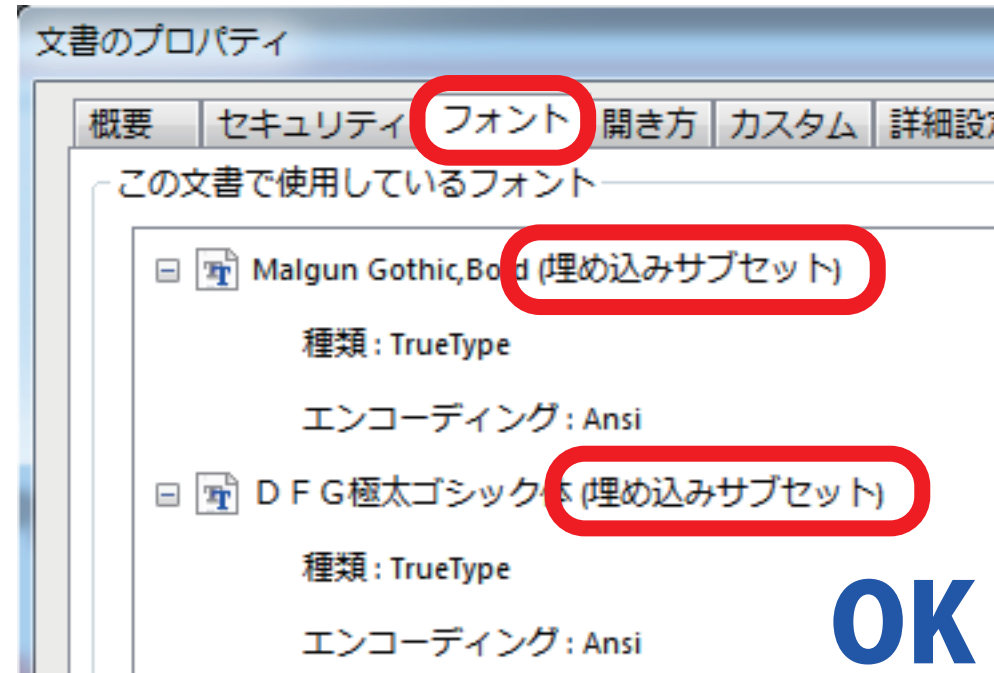 文書のプロパティ
概要 セキュリティ フォント 開き方 カスタム 詳細設定
この文書で使用しているフォント
Malgun Gothic,Bold (埋め込みサブセット)
種類 : TrueType
エンコーディング : Ansi
ＤＦＧ極太ゴシック体 (埋め込みサブセット)
種類 : TrueType
エンコーディング : Ansi
OK